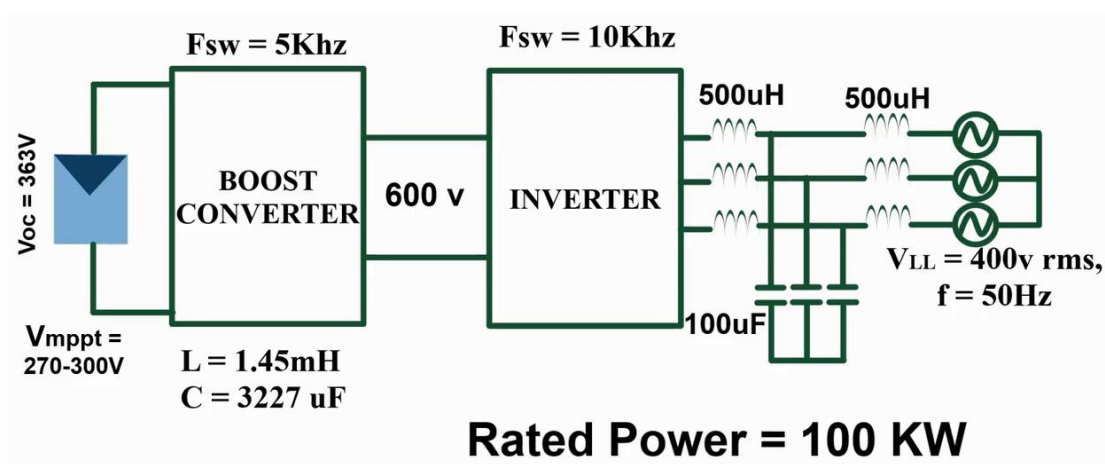 Fsw = 5Khz
Fsw = 10Khz
500uH
500uH
Voc = 363V
BOOST
CONVERTER
600 v
INVERTER
VLL = 400v rms,
f = 50Hz
100uF
Vmppt =
270-300V
L = 1.45mH
C = 3227 uF
Rated Power = 100 KW